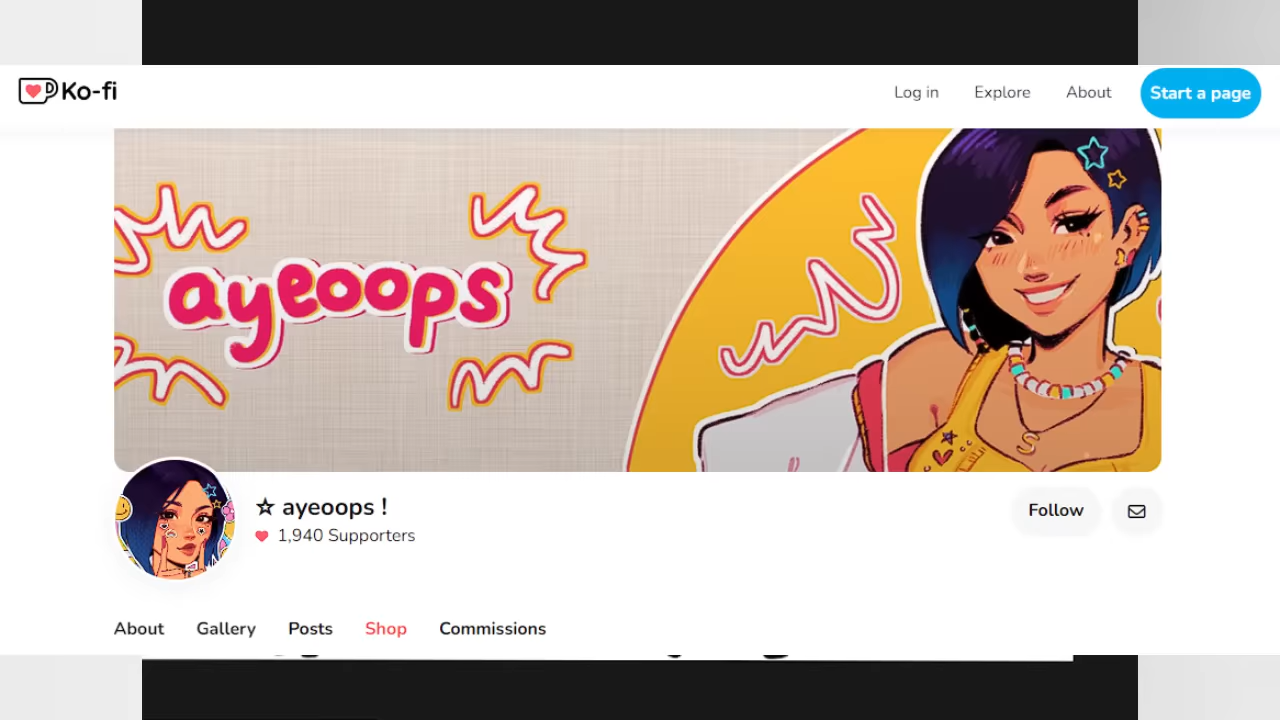 Ko-fi
Log in Explore About Start a page
ayeoops
S
☆ ayeoops !
1,940 Supporters
Follow
About Gallery Posts Shop Commissions